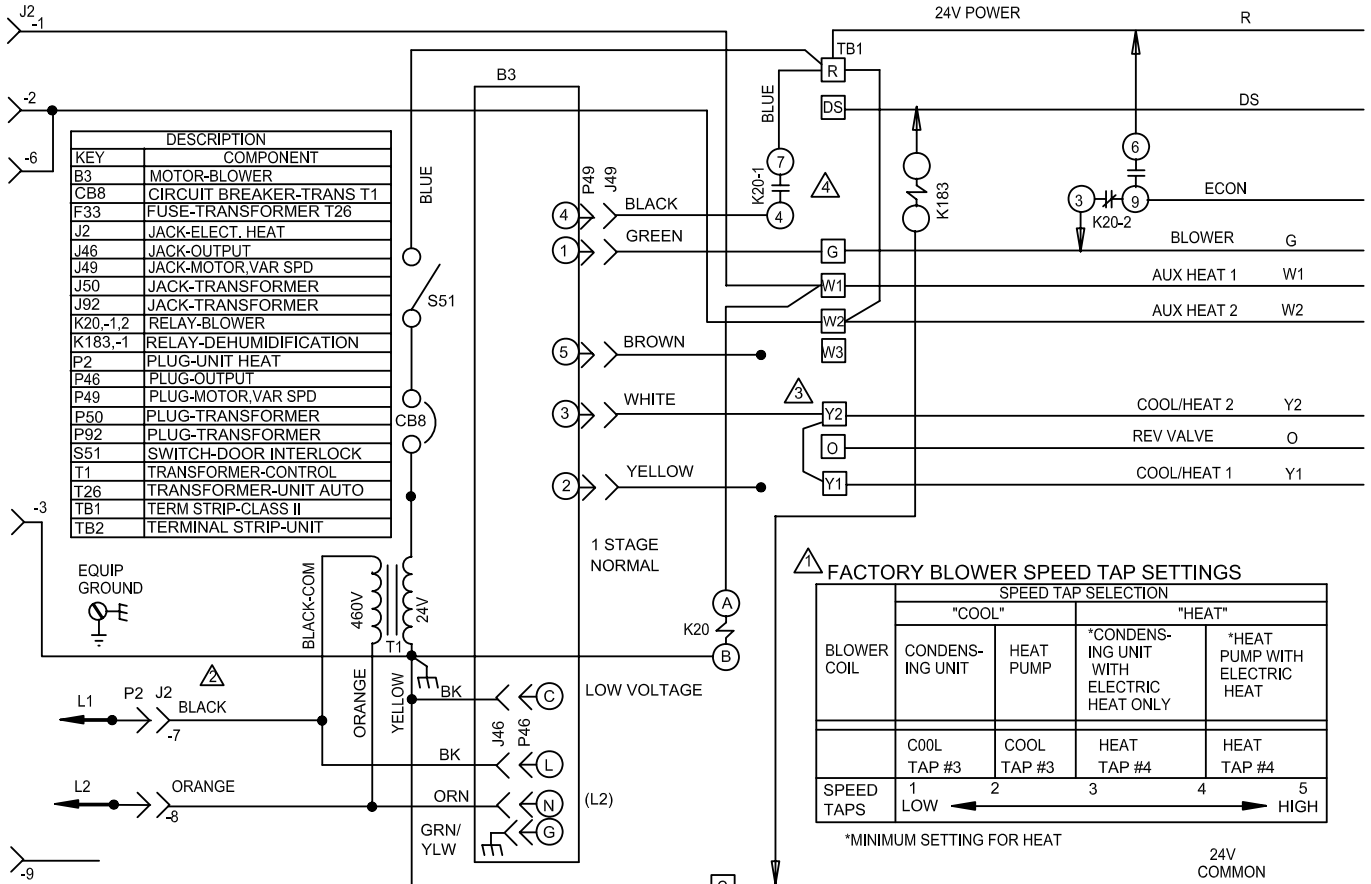 J2
-1
24V POWER
R
TB1
R
B3
-2
DS
DS
BLUE
DESCRIPTION
KEY COMPONENT
B3 MOTOR-BLOWER
CB8 CIRCUIT BREAKER-TRANS T1
F33 FUSE-TRANSFORMER T26
J2 JACK-ELECT. HEAT
J46 JACK-OUTPUT
J49 JACK-MOTOR,VAR SPD
J50 JACK-TRANSFORMER
J92 JACK-TRANSFORMER
K20,-1,2 RELAY-BLOWER
K183,-1 RELAY-DEHUMIDIFICATION
P2 PLUG-UNIT HEAT
P46 PLUG-OUTPUT
P49 PLUG-MOTOR,VAR SPD
P50 PLUG-TRANSFORMER
P92 PLUG-TRANSFORMER
S51 SWITCH-DOOR INTERLOCK
T1 TRANSFORMER-CONTROL
T26 TRANSFORMER-UNIT AUTO
TB1 TERM STRIP-CLASS II
TB2 TERMINAL STRIP-UNIT
-6
BLUE
P49
J49
7
K20-1
4
4
K183
6
3
9
K20-2
ECON
4
BLACK
1
GREEN
G
BLOWER G
S51
W1
AUX HEAT 1 W1
W2
AUX HEAT 2 W2
5
BROWN
W3
3
CB8
3
WHITE
Y2
COOL/HEAT 2 Y2
O
REV VALVE O
2
YELLOW
Y1
COOL/HEAT 1 Y1
-3
1 STAGE
NORMAL
EQUIP
GROUND
BLACK-COM
460V
24V
T1
A
K20
B
2
ORANGE
YELLOW
BK
C
LOW VOLTAGE
L1
P2
J2
BLACK
-7
J46
P46
BK
L
L2
ORANGE
-8
ORN
N
(L2)
GRN/
YLW
G
-9
1
FACTORY BLOWER SPEED TAP SETTINGS
SPEED TAP SELECTION
"COOL" "HEAT"
BLOWER
COIL
CONDENS-
ING UNIT
HEAT
PUMP
*CONDENS-
ING UNIT
WITH
ELECTRIC
HEAT ONLY
*HEAT
PUMP WITH
ELECTRIC
HEAT
C00L
TAP #3
COOL
TAP #3
HEAT
TAP #4
HEAT
TAP #4
SPEED
TAPS
1 2 3 4 5
LOW HIGH
*MINIMUM SETTING FOR HEAT
24V
COMMON